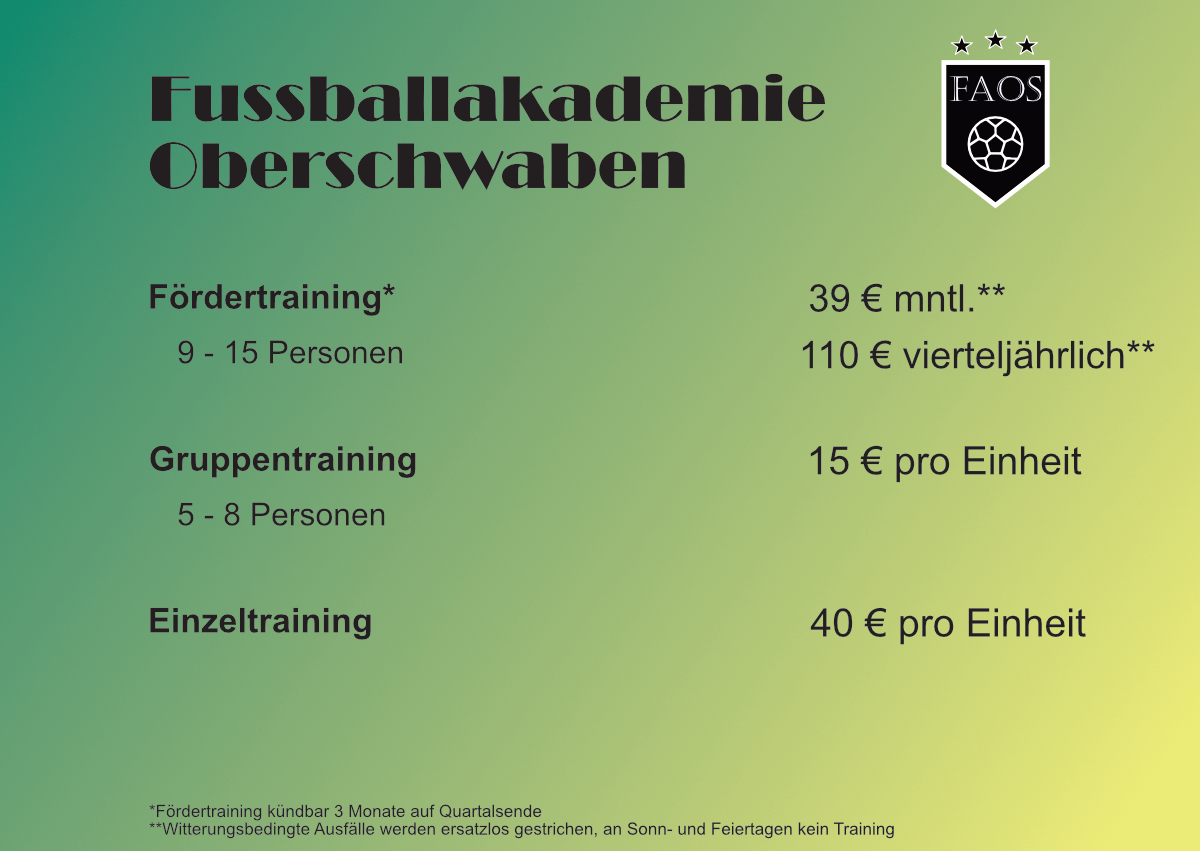 Fussballakademie
Oberschwaben
FAOS
Fördertraining*
39 € mntl.**
9 - 15 Personen
110 € vierteljährlich**
Gruppentraining
15 € pro Einheit
5 - 8 Personen
Einzeltraining
40 € pro Einheit
*Fördertraining kündbar 3 Monate auf Quartalsende
**Witterungsbedingte Ausfälle werden ersatzlos gestrichen, an Sonn- und Feiertagen kein Training